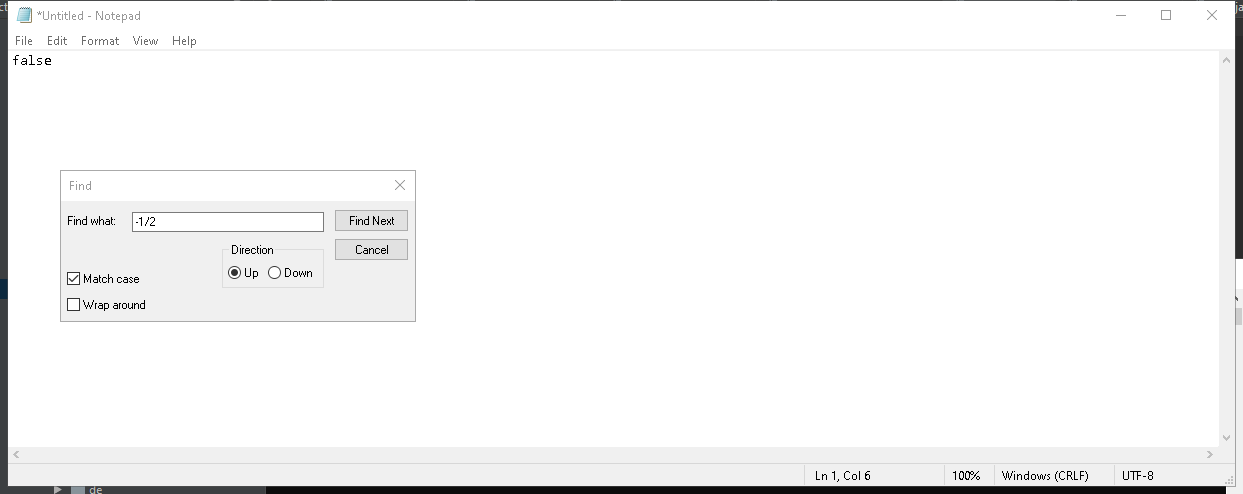 *Untitled - Notepad
File Edit Format View Help
false
Find
Find what: -1/2 Find Next
Direction Cancel
Up Down
Match case
Wrap around
Ln 1, Col 6 100% Windows (CRLF) UTF-8
de